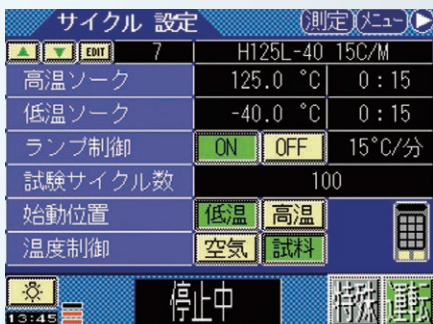 サイクル 設定 測定 メニュー
EDIT 7 H125L-40 15C/M
高温ソーク 125.0 °C 0:15
低温ソーク -40.0 °C 0:15
ランプ制御 ON OFF 15°C/分
試験サイクル数 100
始動位置 低温 高温
温度制御 空気 試料
13:45 停止中 特殊 運転